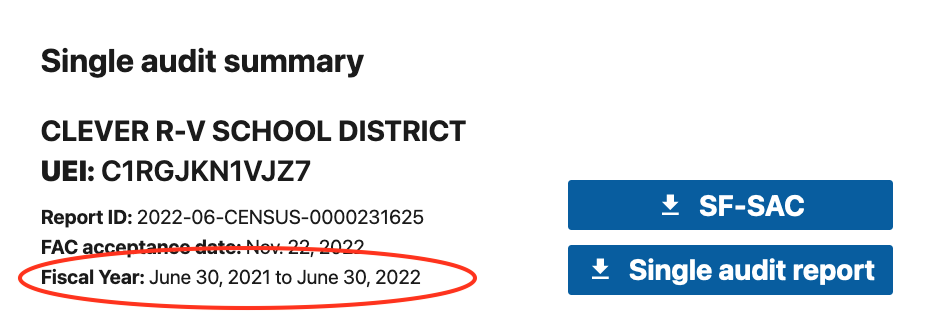 Single audit summary
CLEVER R-V SCHOOL DISTRICT
UEI: C1RGJKN1VJZ7
Report ID: 2022-06-CENSUS-0000231625
FAC acceptance date: Nov. 22, 2022
Fiscal Year: June 30, 2021 to June 30, 2022
SF-SAC
Single audit report